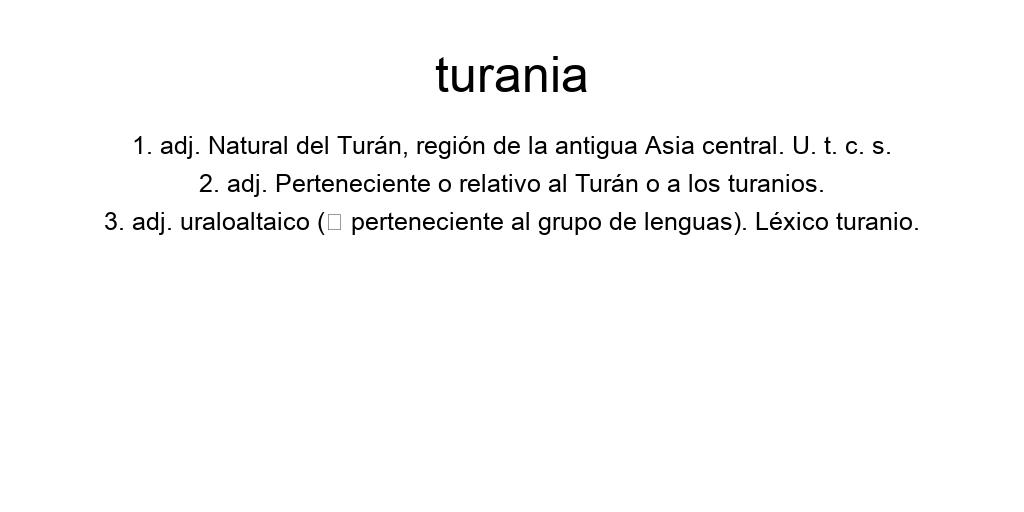 turania
1. adj. Natural del Turán, región de la antigua Asia central. U. t. c. s.
2. adj. Perteneciente o relativo al Turán o a los turanios.
3. adj. uraloaltaico (□ perteneciente al grupo de lenguas). Léxico turanio.